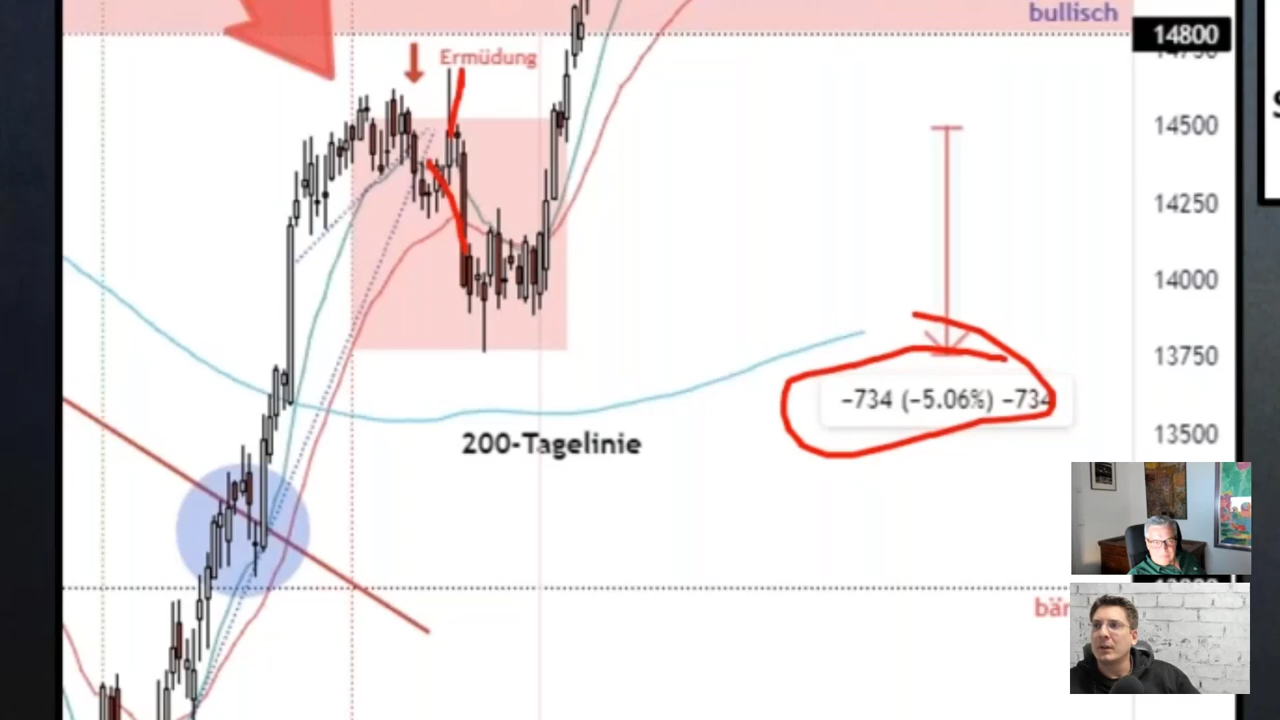 bullisch
14800
Ermüdung
14500
14250
14000
13750
-734 (-5.06%) -734
13500
200-Tagelinie
bär